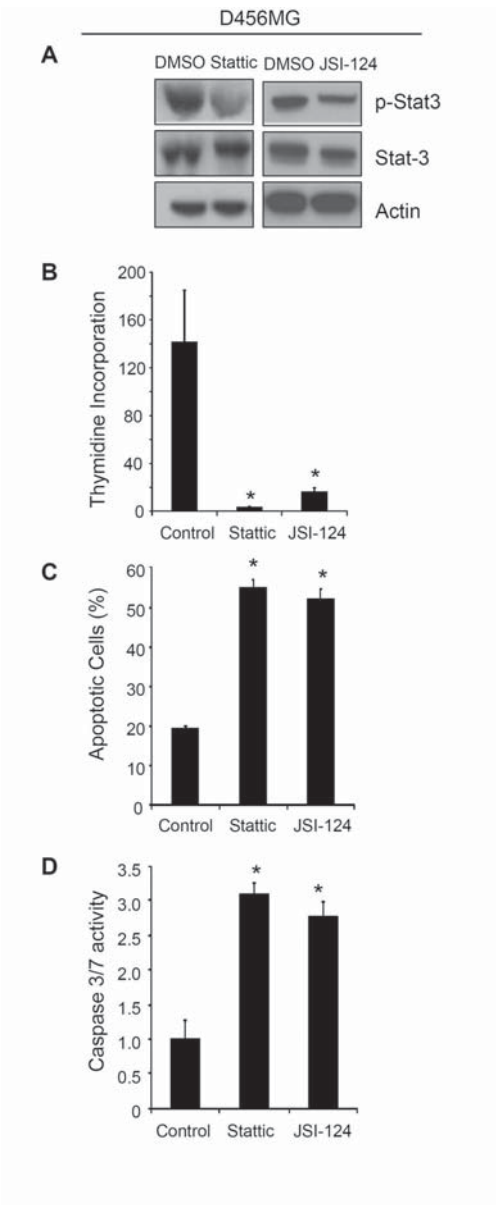 D456MG
A
DMSO Stattic DMSO JSI-124
p-Stat3
Stat-3
Actin
B
Thymidine Incorporation
200
160
120
80
40
0
*
*
Control Stattic JSI-124
C
Apoptotic Cells (%)
60
50
40
30
20
10
0
*
*
Control Stattic JSI-124
D
Caspase 3/7 activity
3.5
3.0
2.5
2.0
1.5
1.0
0.5
0
*
*
Control Stattic JSI-124